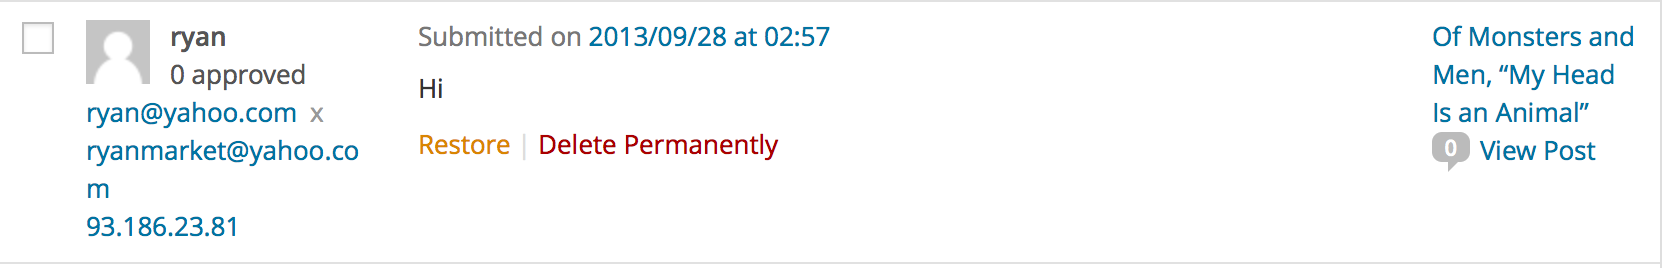 ryan
0 approved
ryan@yahoo.com x
ryanmarket@yahoo.co
m
93.186.23.81
Submitted on 2013/09/28 at 02:57
Hi
Restore | Delete Permanently
Of Monsters and
Men, “My Head
Is an Animal”
0 View Post